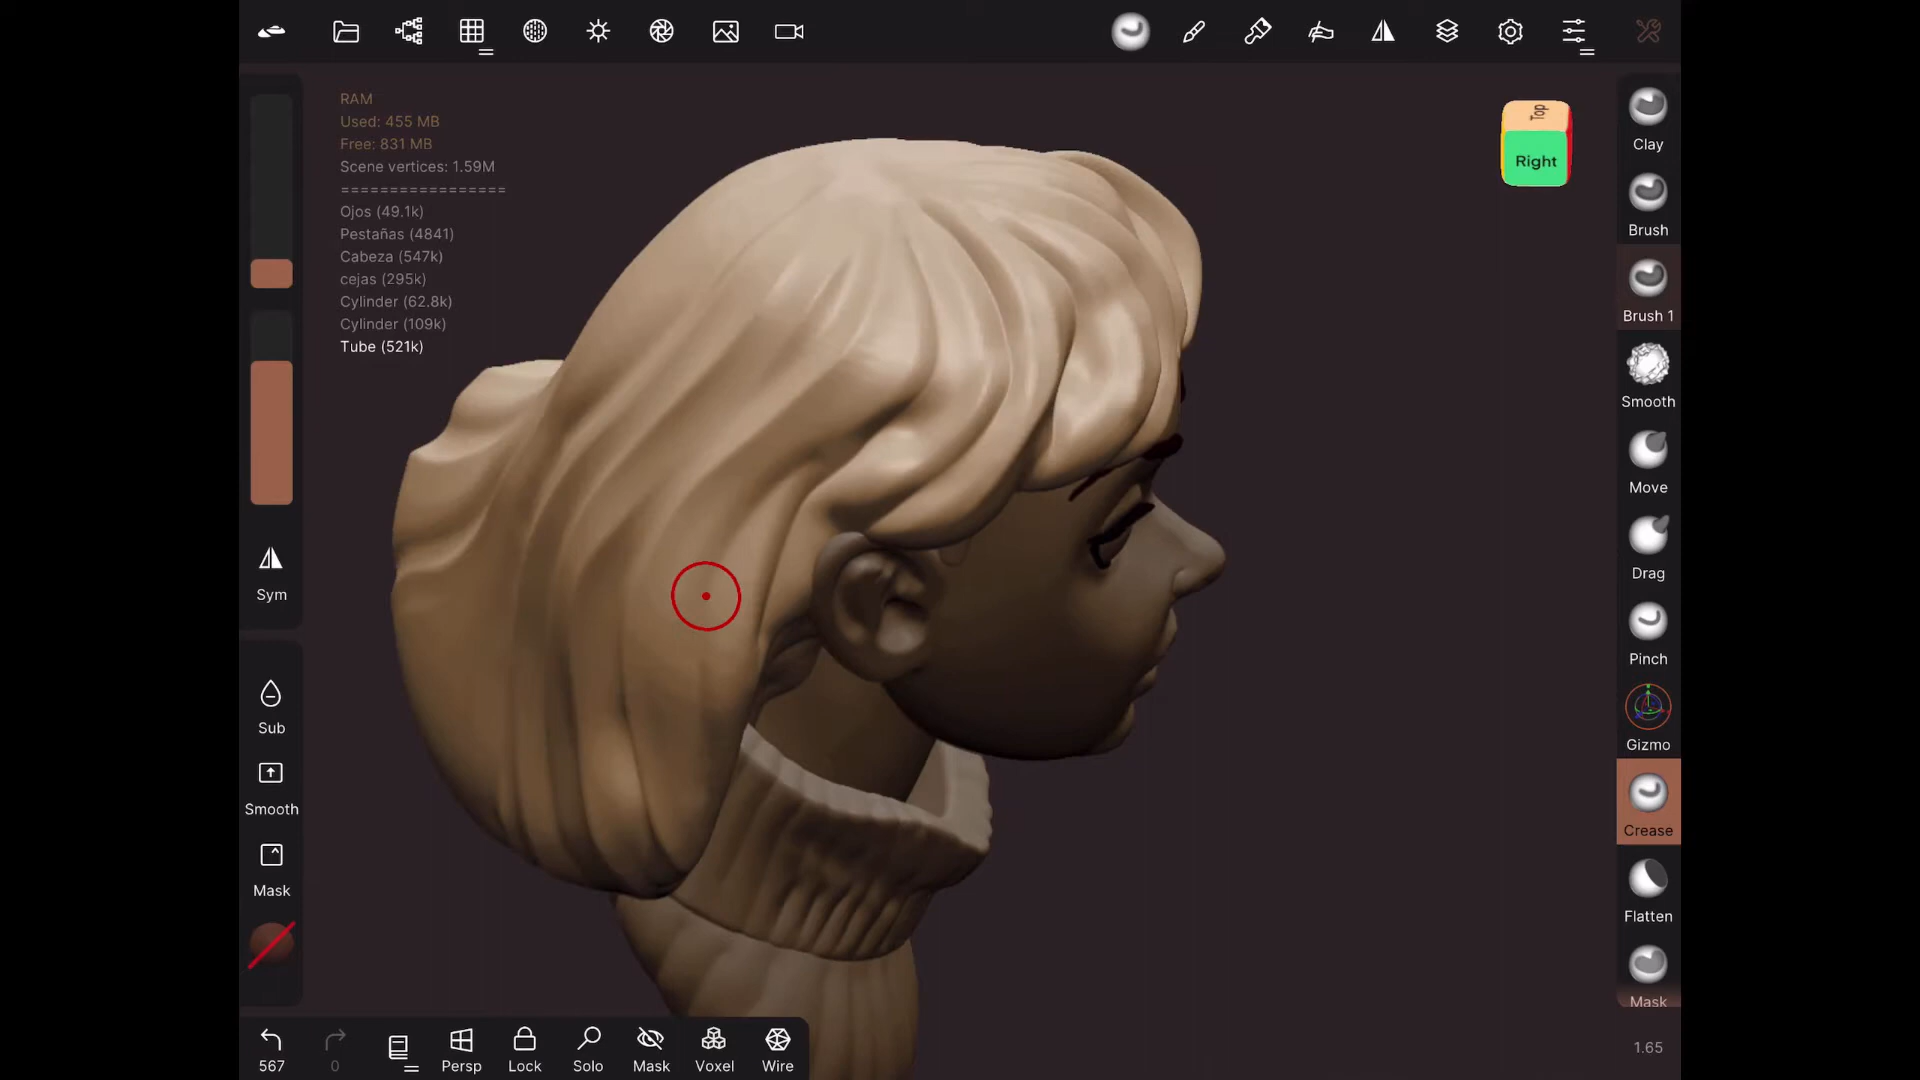 RAM
Used: 455 MB
Free: 831 MB
Scene vertices: 1.59M
=================
Ojos (49.1k)
Pestañas (4841)
Cabeza (547k)
cejas (295k)
Cylinder (62.8k)
Cylinder (109k)
Tube (521k)
Top
Right
Sym
Sub
Smooth
Mask
Clay
Brush
Brush 1
Smooth
Move
Drag
Pinch
Gizmo
Crease
Flatten
Mask
567
0
Persp
Lock
Solo
Mask
Voxel
Wire
1.65